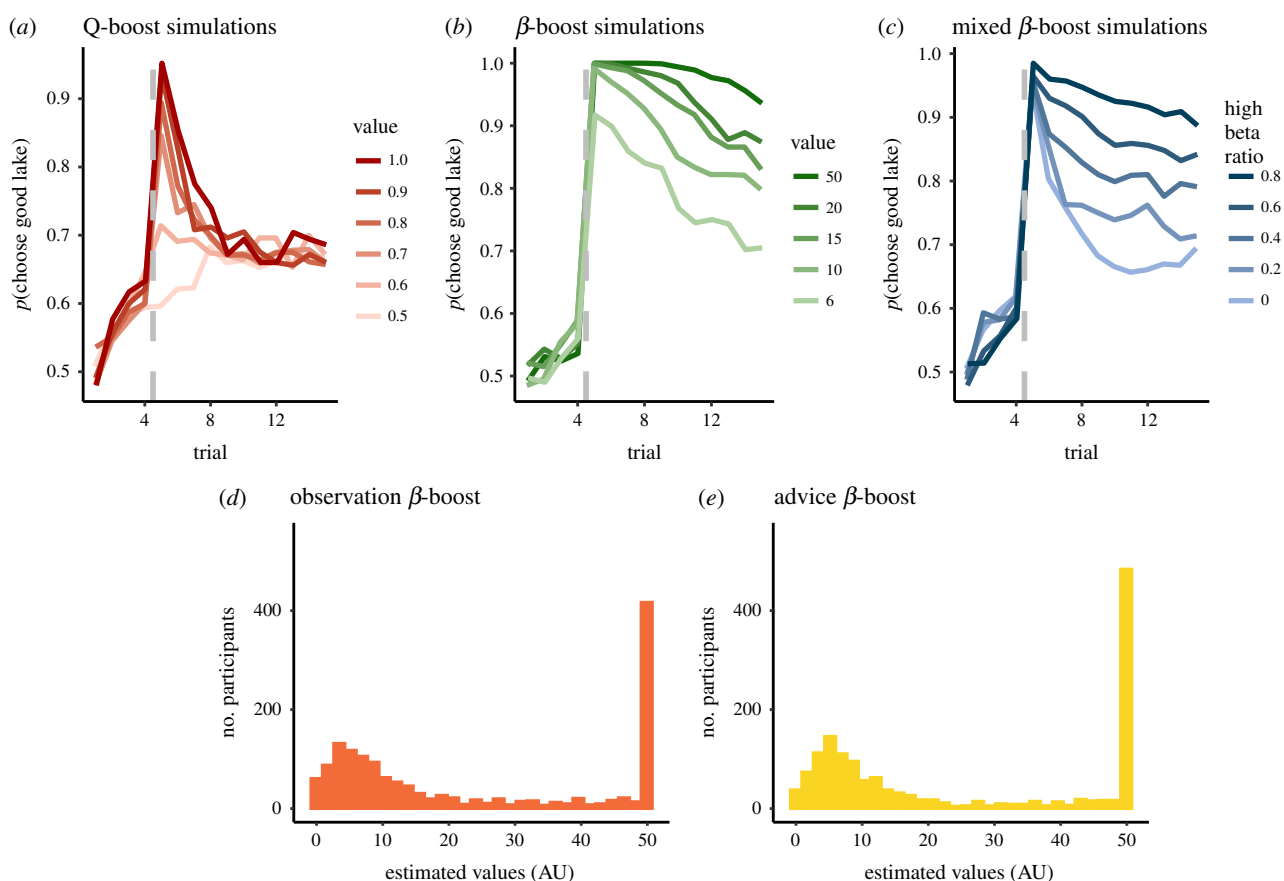 (a) Q-boost simulations
p(choose good lake)
0.9
0.8
0.7
0.6
0.5
4 8 12
trial
value
1.0
0.9
0.8
0.7
0.6
0.5
(b) β-boost simulations
p(choose good lake)
1.0
0.9
0.8
0.7
0.6
0.5
4 8 12
trial
value
50
20
15
10
6
(c) mixed β-boost simulations
p(choose good lake)
1.0
0.9
0.8
0.7
0.6
0.5
4 8 12
trial
high
beta
ratio
0.8
0.6
0.4
0.2
0
(d) observation β-boost
no. participants
400
200
0
0 10 20 30 40 50
estimated values (AU)
(e) advice β-boost
no. participants
400
200
0
0 10 20 30 40 50
estimated values (AU)